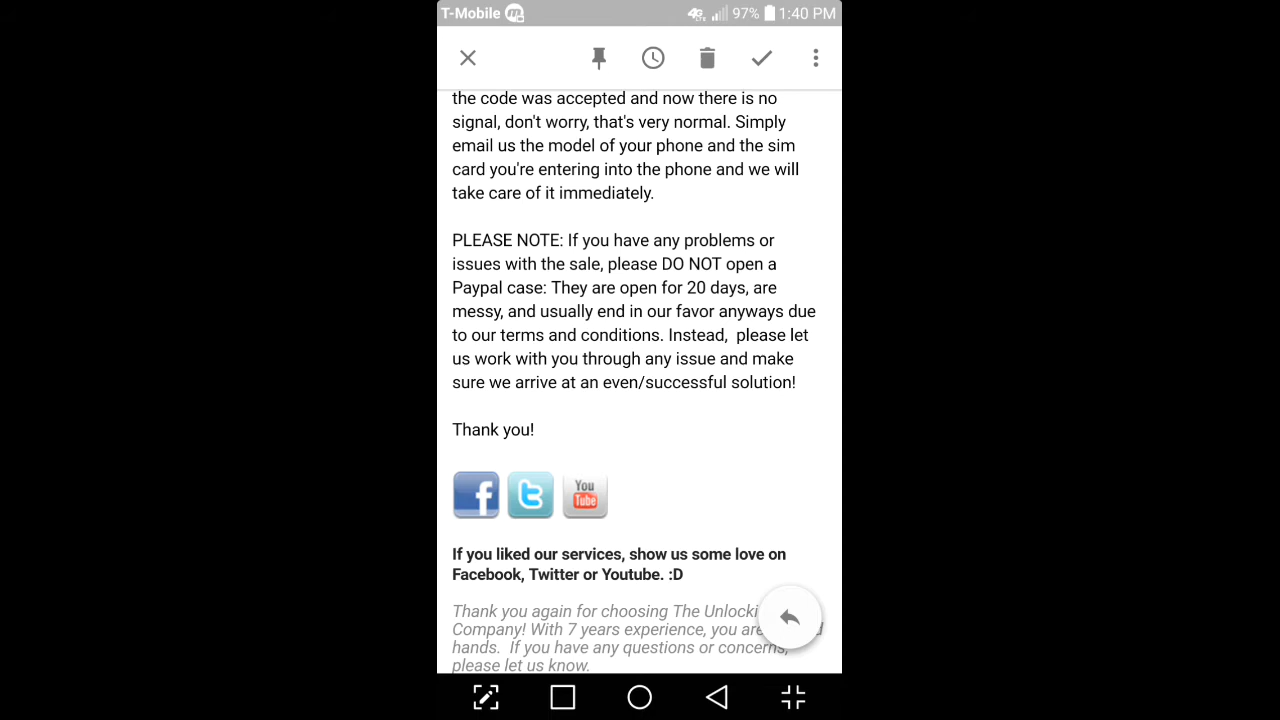 T-Mobile 97% 1:40 PM
the code was accepted and now there is no
signal, don't worry, that's very normal. Simply
email us the model of your phone and the sim
card you're entering into the phone and we will
take care of it immediately.
PLEASE NOTE: If you have any problems or
issues with the sale, please DO NOT open a
Paypal case: They are open for 20 days, are
messy, and usually end in our favor anyways due
to our terms and conditions. Instead,  please let
us work with you through any issue and make
sure we arrive at an even/successful solution!
Thank you!
You
Tube
If you liked our services, show us some love on
Facebook, Twitter or Youtube. :D
Thank you again for choosing The
Company! With 7 years experience, you are
hands.  If you have any questions or concerns,
please let us know.